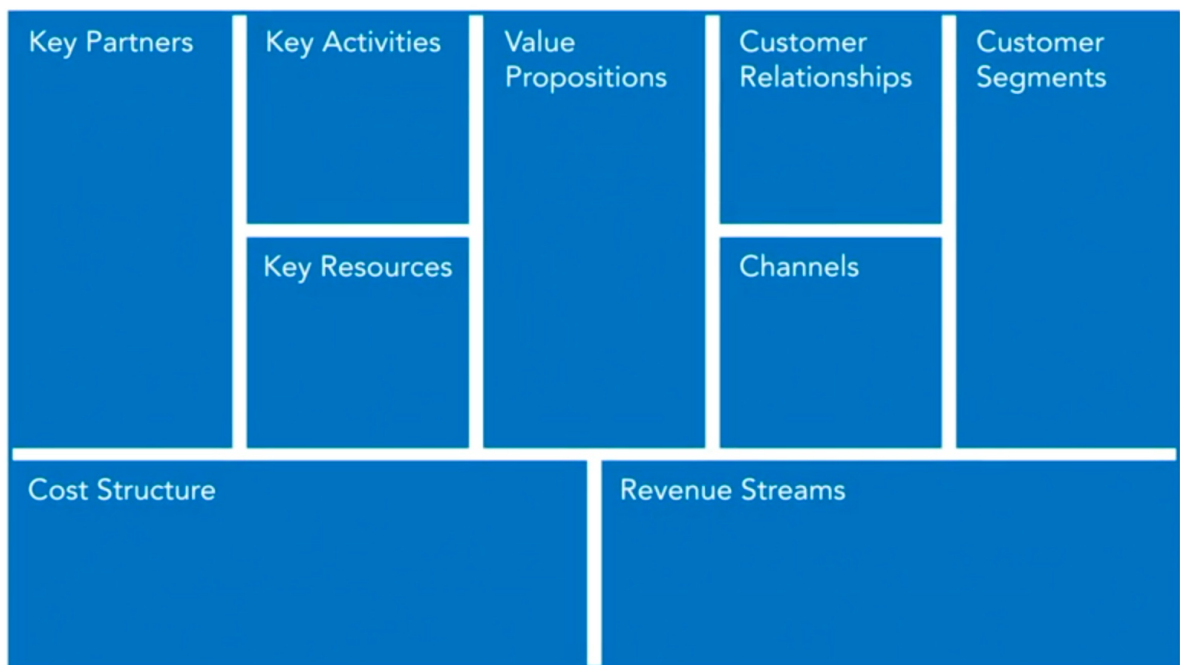 Key Partners
Key Activities
Value
Propositions
Customer
Relationships
Customer
Segments
Key Resources
Channels
Cost Structure
Revenue Streams